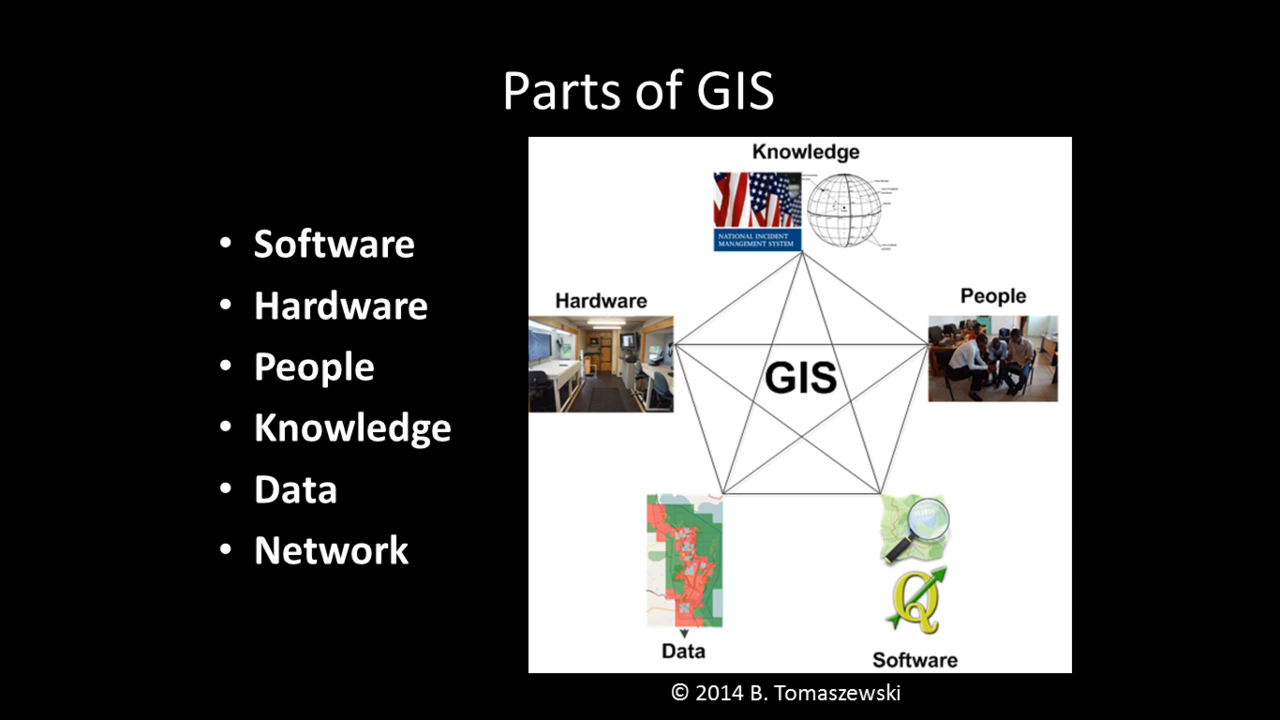 Parts of GIS
• Software
• Hardware
• People
• Knowledge
• Data
• Network
Knowledge
NATIONAL INCIDENT
MANAGEMENT SYSTEM
Hardware
People
GIS
Data
Software
© 2014 B. Tomaszewski